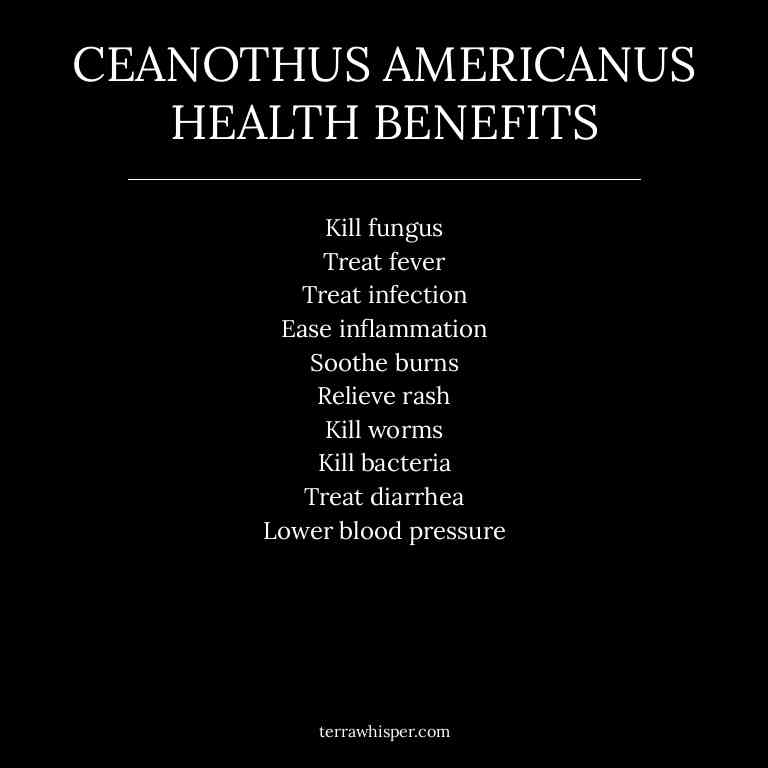 CEANOTHUS AMERICANUS
HEALTH BENEFITS
Kill fungus
Treat fever
Treat infection
Ease inflammation
Soothe burns
Relieve rash
Kill worms
Kill bacteria
Treat diarrhea
Lower blood pressure
terrawhisper.com